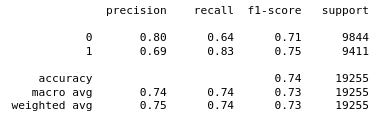 precision recall f1-score support
0 0.80 0.64 0.71 9844
1 0.69 0.83 0.75 9411
accuracy 0.74 19255
macro avg 0.74 0.74 0.73 19255
weighted avg 0.75 0.74 0.73 19255